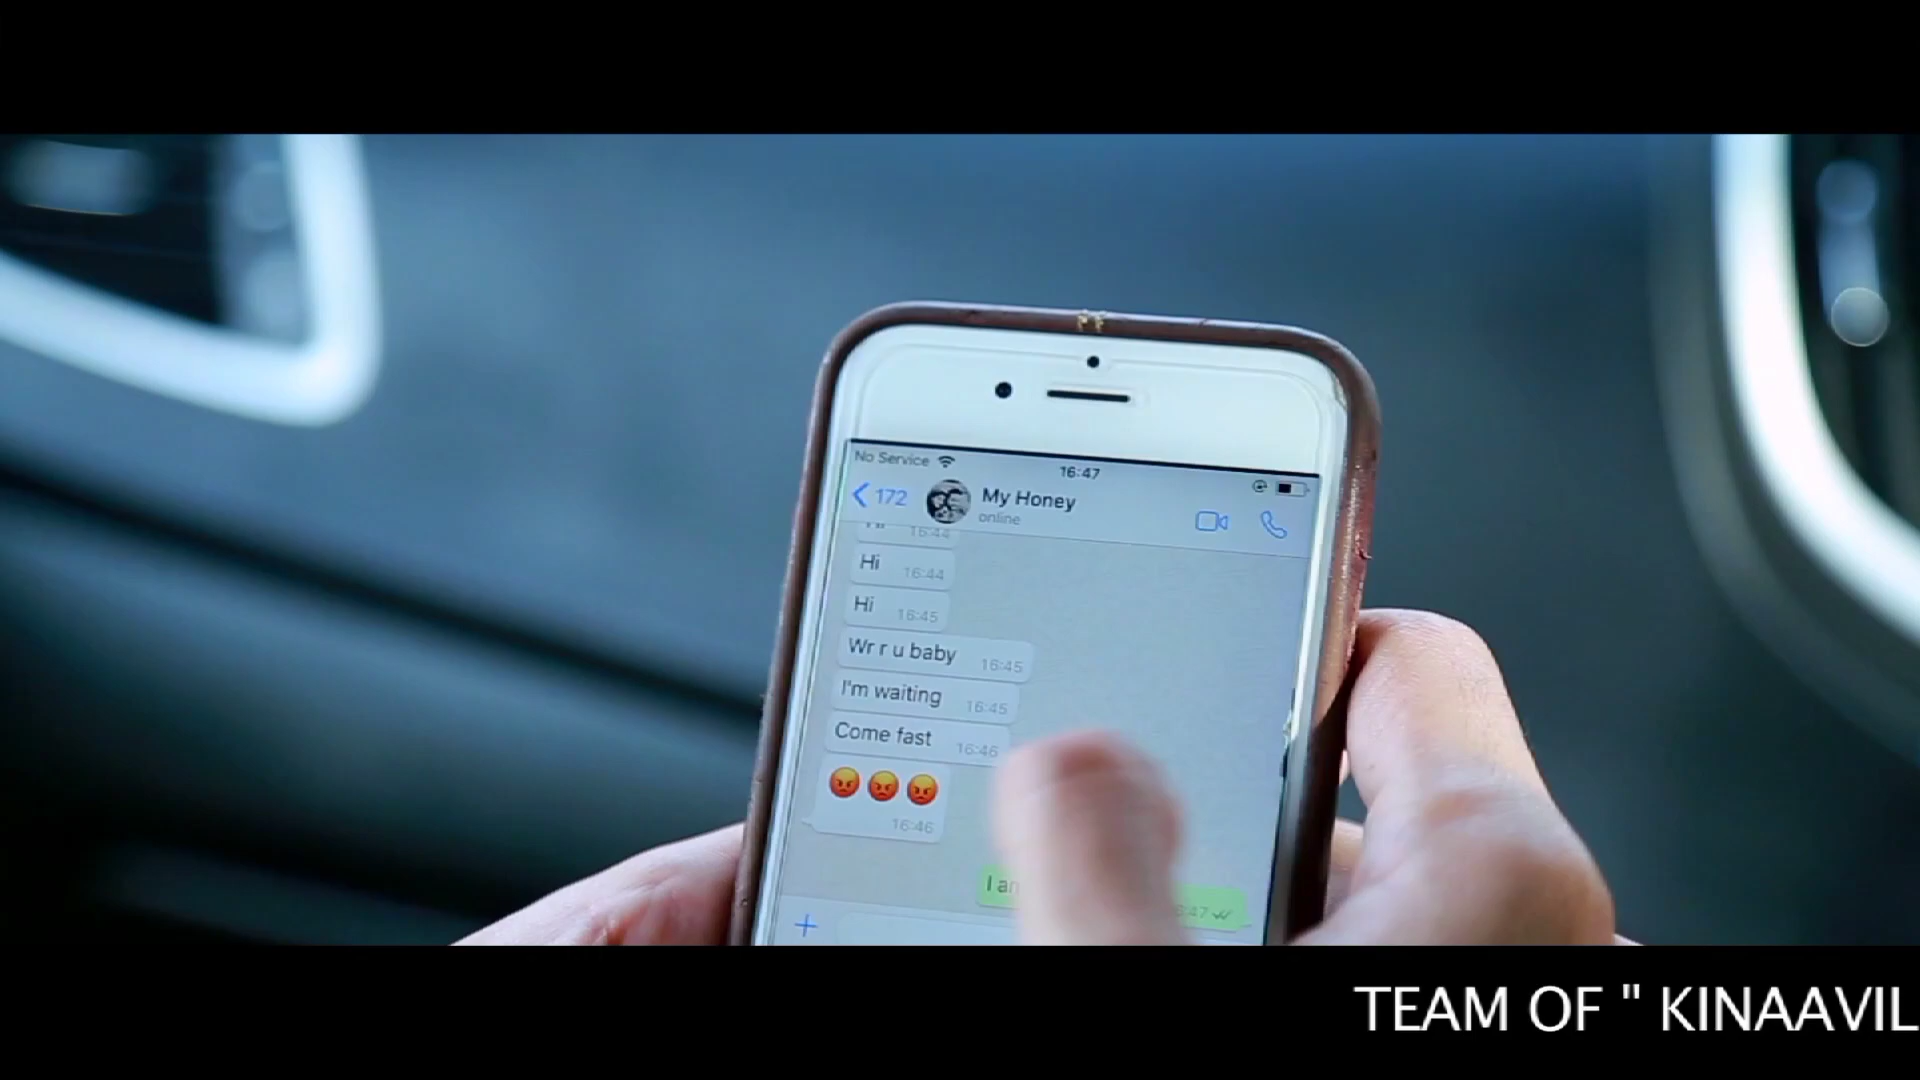 No Service
16:47
172
My Honey
online
16:44
Hi
16:44
Hi
16:45
Wr r u baby
16:45
I'm waiting
16:45
Come fast
16:46
😡😡😡
16:46
I
TEAM OF " KINAAVIL